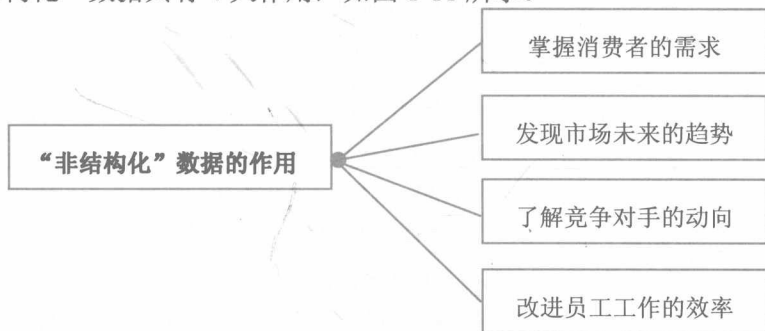 掌握消费者的需求
发现市场未来的趋势
“非结构化”数据的作用
了解竞争对手的动向
改进员工工作的效率